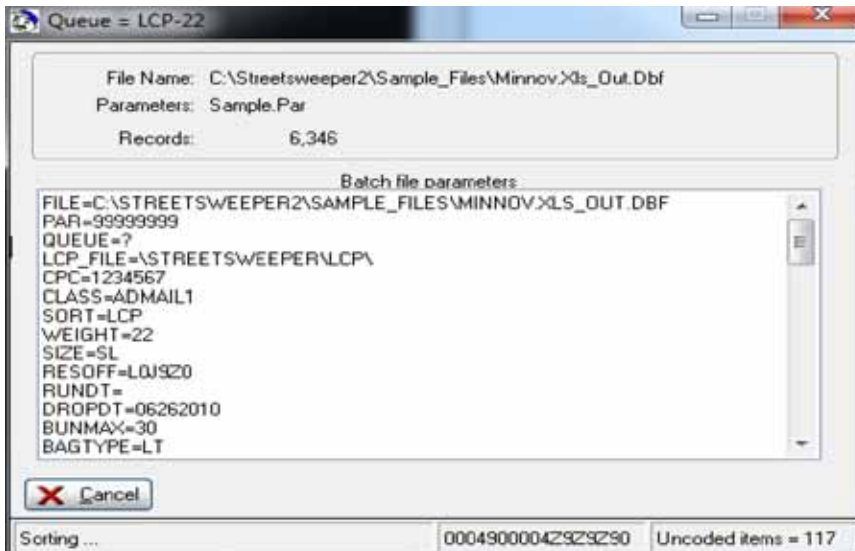 Queue = LCP-22
File Name: C:\Streetsweeper2\Sample_Files\Minnov.Xls_Out.Dbf
Parameters: Sample.Par
Records: 6,346
Batch file parameters
FILE=C:\STREETSWEEPER2\SAMPLE_FILES\MINNOV.XLS_OUT.DBF
PAR=99999999
QUEUE=?
LCP_FILE=\STREETSWEEPER\LCP\
CPC=1234567
CLASS=ADMAIL1
SORT=LCP
WEIGHT=22
SIZE=SL
RESOFF=L0J9Z0
RUNDT=
DROPDT=06262010
BUNMAX=30
BAGTYPE=LT
Cancel
Sorting ... 0004900004Z9Z9Z90 Uncoded items = 117